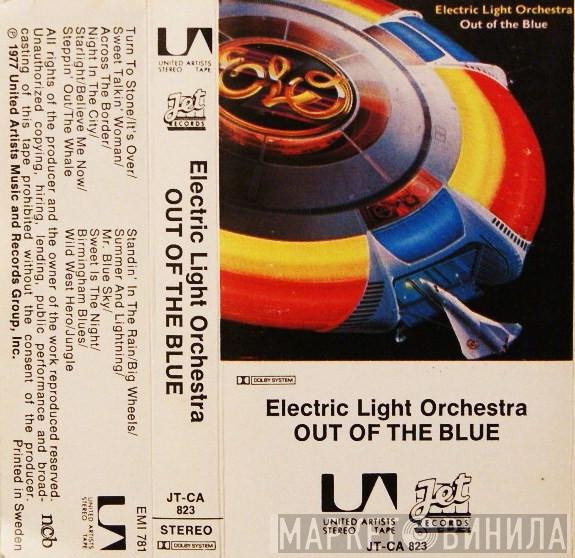 Turn To Stone/It's Over/
Sweet Talkin' Woman/
Across The Border/
Night In The City/
Starlight/Believe Me Now/
Steppin' Out/The Whale
Standin' In The Rain/Big Wheels/
Summer And Lightning/
Mr. Blue Sky/
Sweet Is The Night/
Birmingham Blues/
Wild West Hero/Jungle
All rights of the producer and the owner of the work reproduced reserved.
Unauthorized copying, hiring, lending, public performance and broad-
casting of this tape prohibited without the consent of the producer.
℗ 1977 United Artists Music and Records Group, Inc.
Printed in Sweden
ncb
UA
UNITED ARTISTS
STEREO TAPE
EMI 781
UA
UNITED ARTISTS
STEREO TAPE
Jet
RECORDS
Electric Light Orchestra
OUT OF THE BLUE
JT-CA
823
STEREO
DOLBY SYSTEM
Electric Light Orchestra
Out of the Blue
ELO
DOLBY SYSTEM
Electric Light Orchestra
OUT OF THE BLUE
UA
UNITED ARTISTS
STEREO TAPE
Jet
RECORDS
JT-CA
823
МАРКЕТ ВИНИЛА